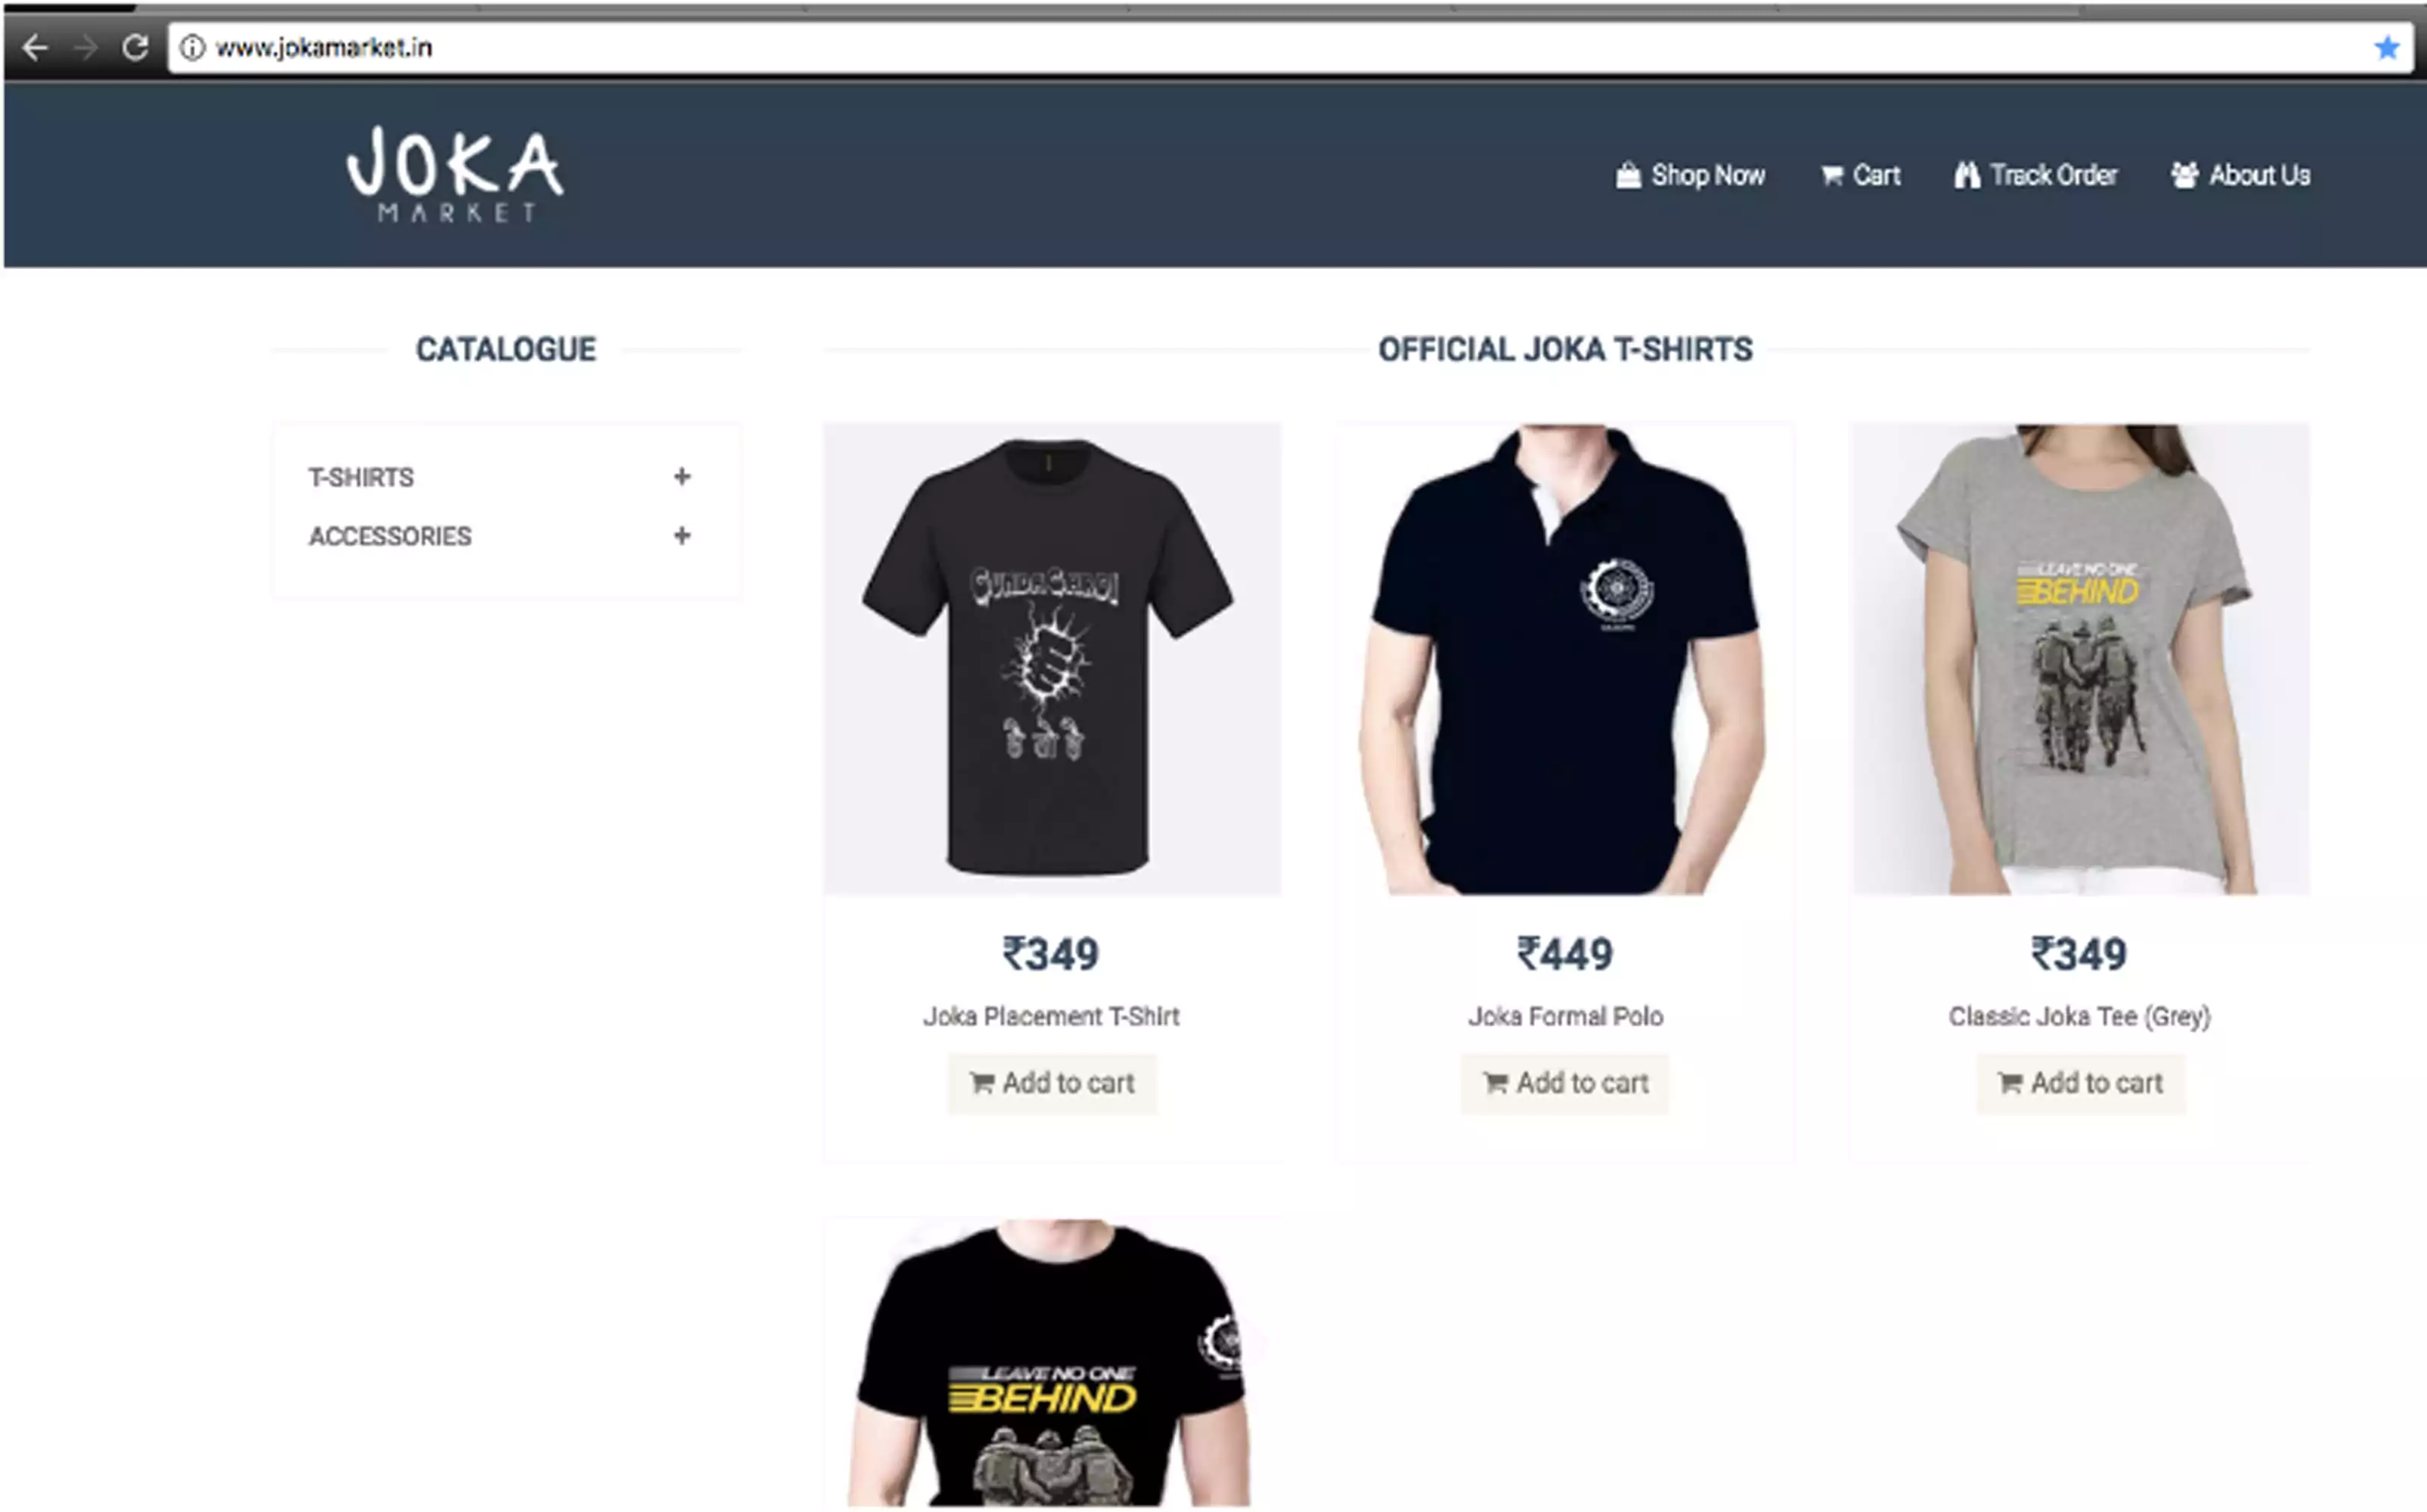 www.jokamarket.in
JOKA
MARKET
Shop Now
Cart
Track Order
About Us
CATALOGUE
T-SHIRTS +
ACCESSORIES +
OFFICIAL JOKA T-SHIRTS
LEAVE NO ONE
BEHIND
₹349
Joka Placement T-Shirt
Add to cart
₹449
Joka Formal Polo
Add to cart
₹349
Classic Joka Tee (Grey)
Add to cart
LEAVE NO ONE
BEHIND